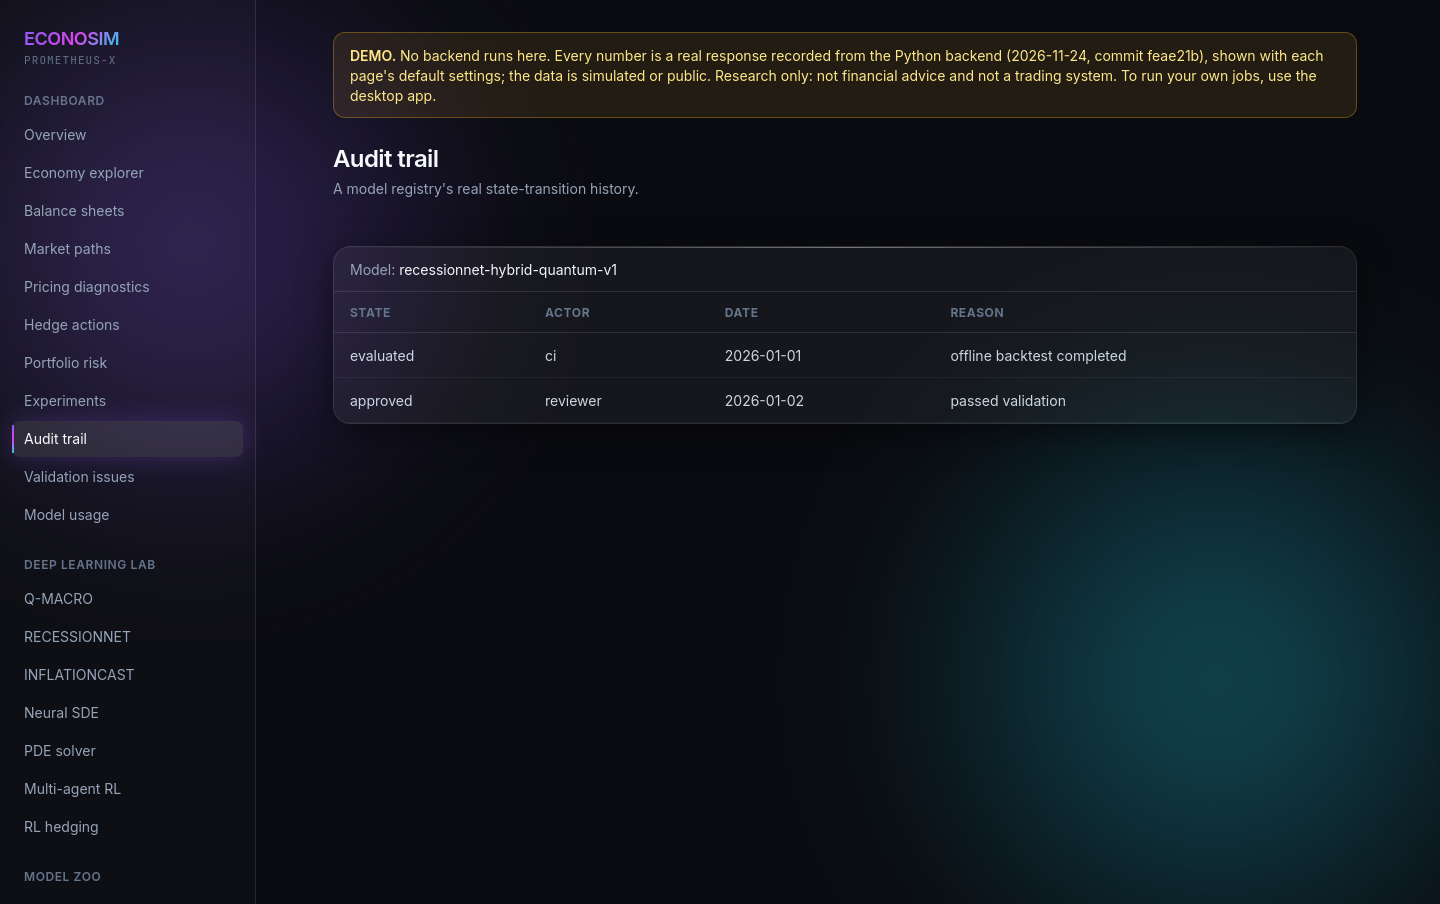 ECONOSIM
PROMETHEUS-X
DASHBOARD
Overview
Economy explorer
Balance sheets
Market paths
Pricing diagnostics
Hedge actions
Portfolio risk
Experiments
Audit trail
Validation issues
Model usage
DEEP LEARNING LAB
Q-MACRO
RECESSIONNET
INFLATIONCAST
Neural SDE
PDE solver
Multi-agent RL
RL hedging
MODEL ZOO
DEMO. No backend runs here. Every number is a real response recorded from the Python backend (2026-11-24, commit feae21b), shown with each
page's default settings; the data is simulated or public. Research only: not financial advice and not a trading system. To run your own jobs, use the
desktop app.
Audit trail
A model registry's real state-transition history.
Model: recessionnet-hybrid-quantum-v1
STATE ACTOR DATE REASON
evaluated ci 2026-01-01 offline backtest completed
approved reviewer 2026-01-02 passed validation